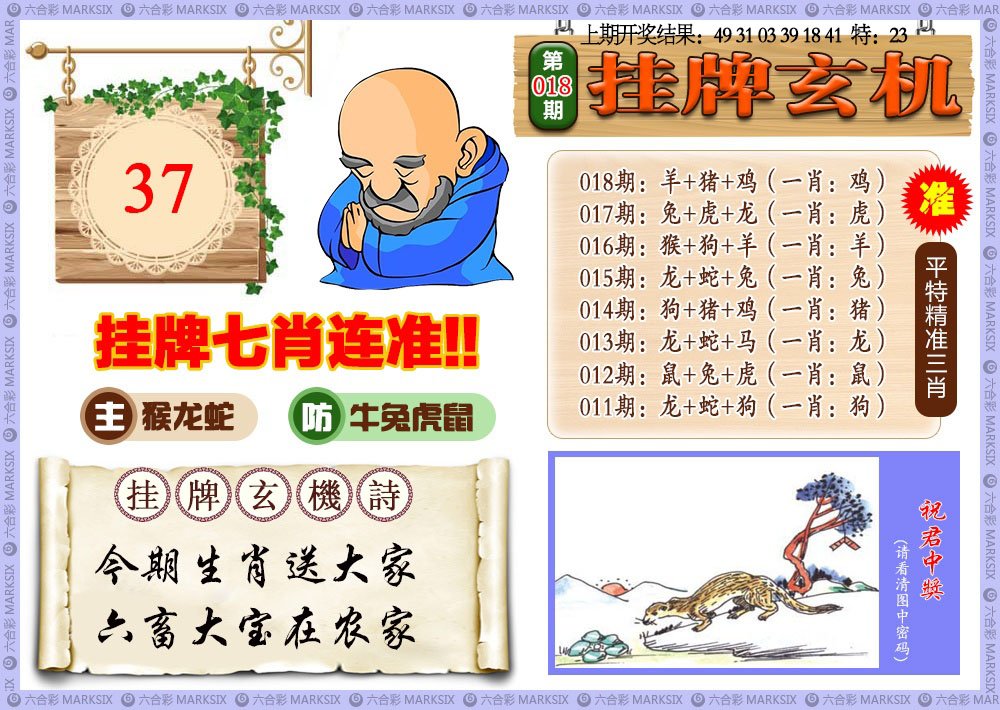 六合彩 MARKSIX
上期开奖结果：49 31 03 39 18 41 特：23
第
018
期
挂牌玄机
37
018期：羊+猪+鸡（一肖：鸡）
017期：兔+虎+龙（一肖：虎）
016期：猴+狗+羊（一肖：羊）
015期：龙+蛇+兔（一肖：兔）
014期：狗+猪+鸡（一肖：猪）
013期：龙+蛇+马（一肖：龙）
012期：鼠+兔+虎（一肖：鼠）
011期：龙+蛇+狗（一肖：狗）
准
平特精准三肖
挂牌七肖连准!!
主 猴龙蛇
防 牛兔虎鼠
挂牌玄機詩
今期生肖送大家
六畜大宝在农家
祝君中奖
（请看清图中密码）